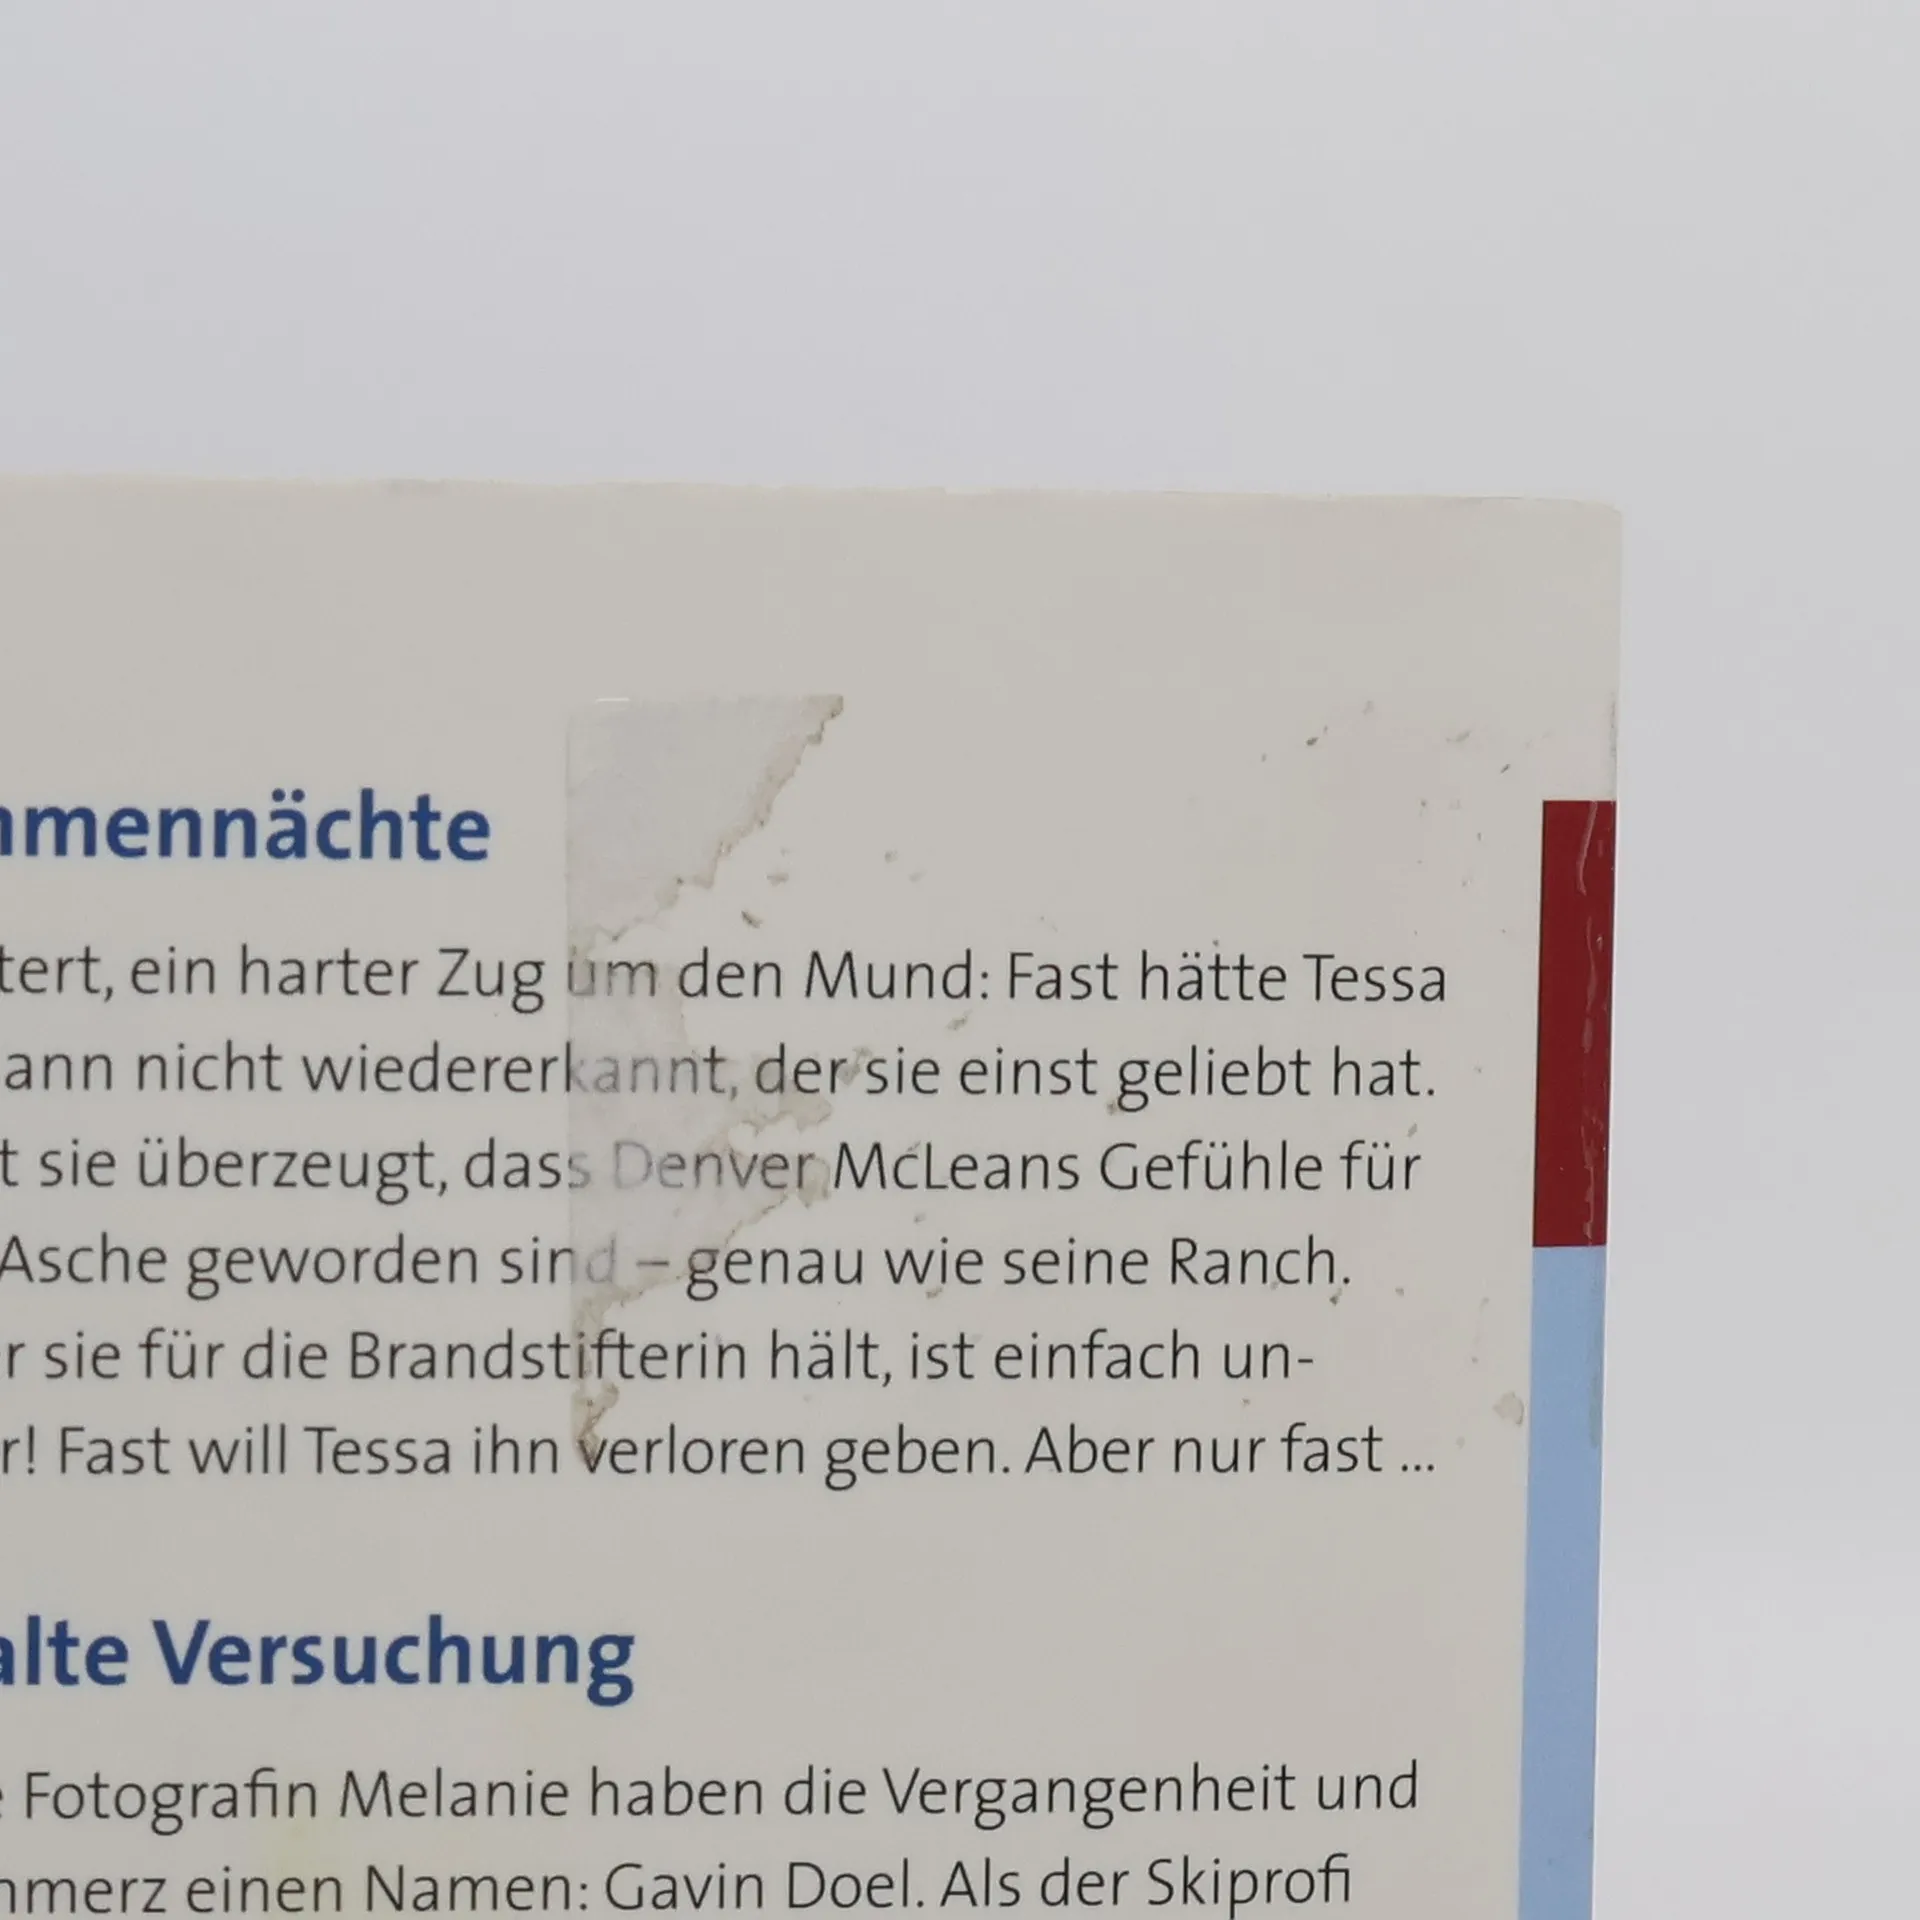 mmennächte
tert, ein harter Zug um den Mund: Fast hätte Tessa
ann nicht wiedererkannt, der sie einst geliebt hat.
t sie überzeugt, dass Denver McLeans Gefühle für
Asche geworden sind – genau wie seine Ranch.
r sie für die Brandstifterin hält, ist einfach un-
r! Fast will Tessa ihn verloren geben. Aber nur fast ...
alte Versuchung
e Fotografin Melanie haben die Vergangenheit und
hmerz einen Namen: Gavin Doel. Als der Skiprofi